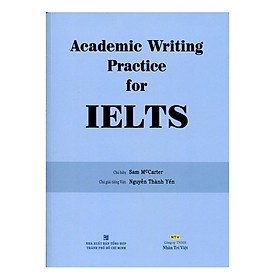 Academic Writing
Practice
for
IELTS
Chủ biên: Sam McCarter
Chú giải tiếng Việt: Nguyễn Thành Yến
NHÀ XUẤT BẢN TỔNG HỢP
THÀNH PHỐ HỒ CHÍ MINH
NTV
Công ty TNHH
Nhân Trí Việt